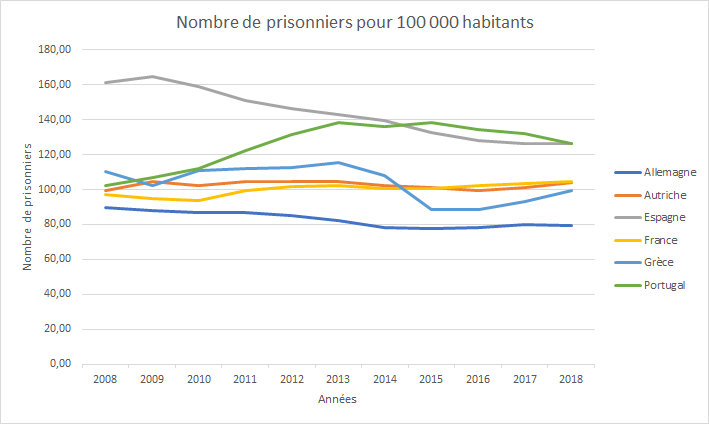 Nombre de prisonniers pour 100 000 habitants
180,00
160,00
140,00
120,00
100,00
80,00
60,00
40,00
20,00
0,00
Nombre de prisonniers
2008 2009 2010 2011 2012 2013 2014 2015 2016 2017 2018
Années
Allemagne
Autriche
Espagne
France
Grèce
Portugal